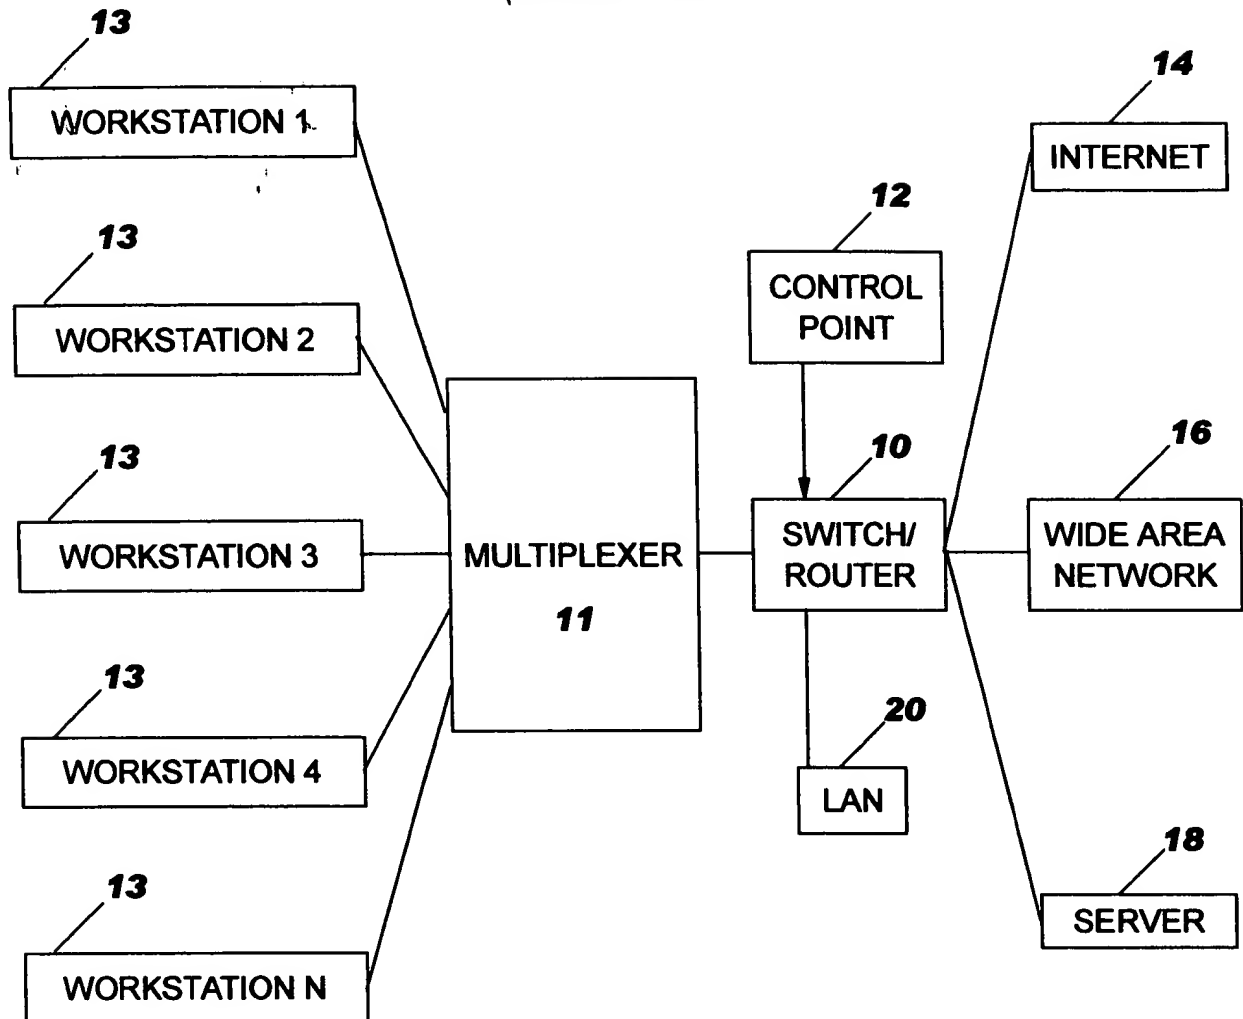 13
WORKSTATION 1
13
WORKSTATION 2
13
WORKSTATION 3
13
WORKSTATION 4
13
WORKSTATION N
MULTIPLEXER
11
12
CONTROL
POINT
10
SWITCH/
ROUTER
20
LAN
14
INTERNET
16
WIDE AREA
NETWORK
18
SERVER